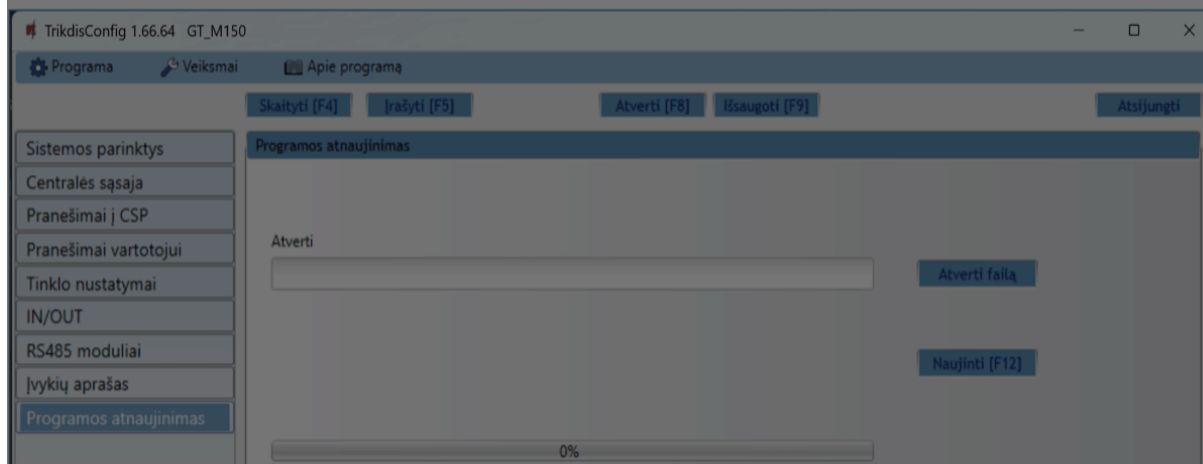 TrikdisConfig 1.66.64 GT_M150
Programa Veiksmai Apie programą
Skaityti [F4] Įrašyti [F5] Atverti [F8] Išsaugoti [F9] Atsijungti
Sistemos parinktys
Centralės sąsaja
Pranešimai į CSP
Pranešimai vartotojui
Tinklo nustatymai
IN/OUT
RS485 moduliai
Įvykių aprašas
Programos atnaujinimas
Programos atnaujinimas
Atverti
Atverti failą
Naujinti [F12]
0%